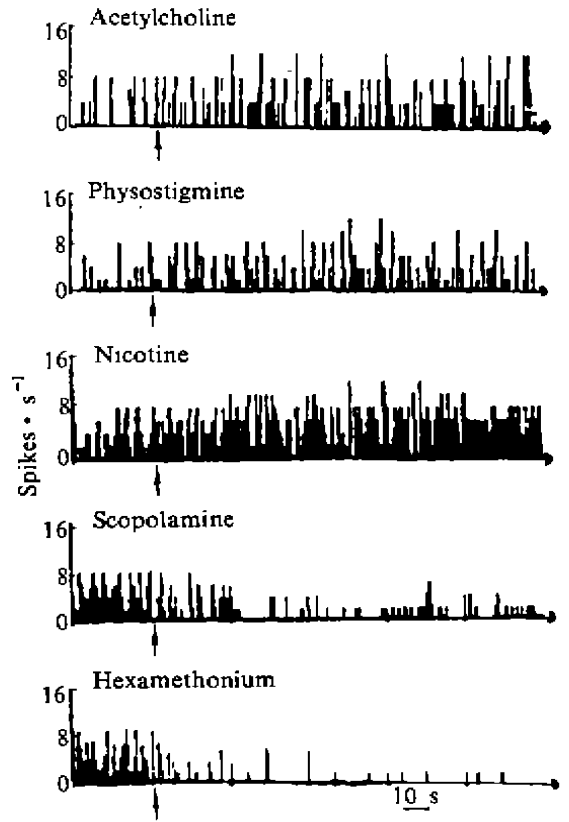 Acetylcholine
16
8
0
Physostigmine
16
8
0
Nicotine
16
8
0
Spikes • s⁻¹
Scopolamine
16
8
0
Hexamethonium
16
8
0
10 s